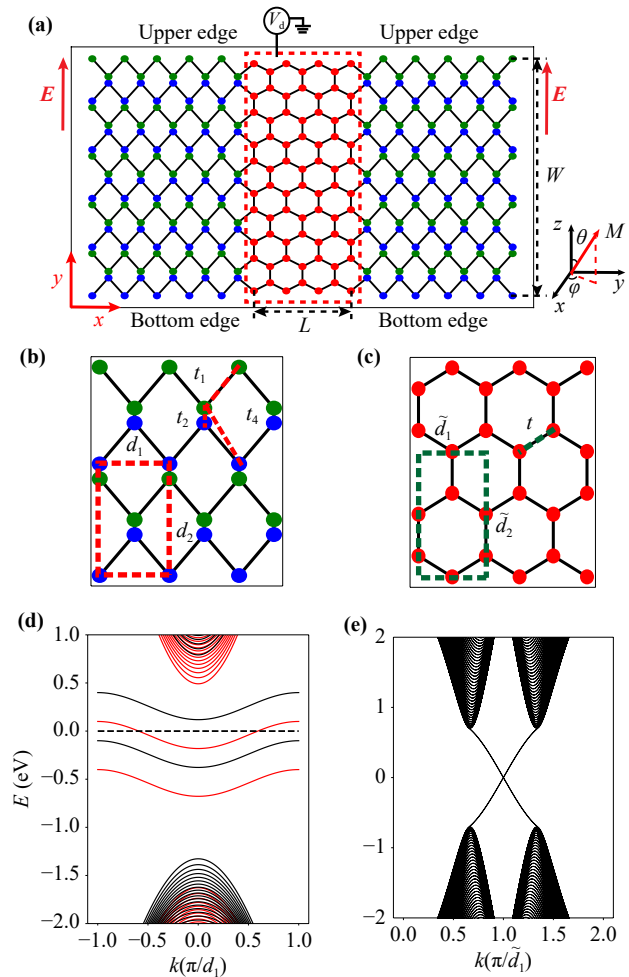 (a)
V_d
Upper edge
Upper edge
E
E
W
z
θ
M
y
φ
x
y
x
Bottom edge
L
Bottom edge
(b)
t_1
t_2
t_4
d_1
d_2
(c)
d̃_1
t
d̃_2
(d)
1.0
0.5
0.0
−0.5
−1.0
−1.5
−2.0
E (eV)
−1.0 −0.5 0.0 0.5 1.0
k(π/d_1)
(e)
2
1
0
−1
−2
0.0 0.5 1.0 1.5 2.0
k(π/d̃_1)